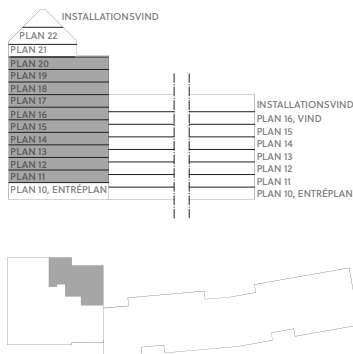 INSTALLATIONSVIND
PLAN 22
PLAN 21
PLAN 20
PLAN 19
PLAN 18
PLAN 17
PLAN 16
PLAN 15
PLAN 14
PLAN 13
PLAN 12
PLAN 11
PLAN 10, ENTRÉPLAN
INSTALLATIONSVIND
PLAN 16, VIND
PLAN 15
PLAN 14
PLAN 13
PLAN 12
PLAN 11
PLAN 10, ENTRÉPLAN